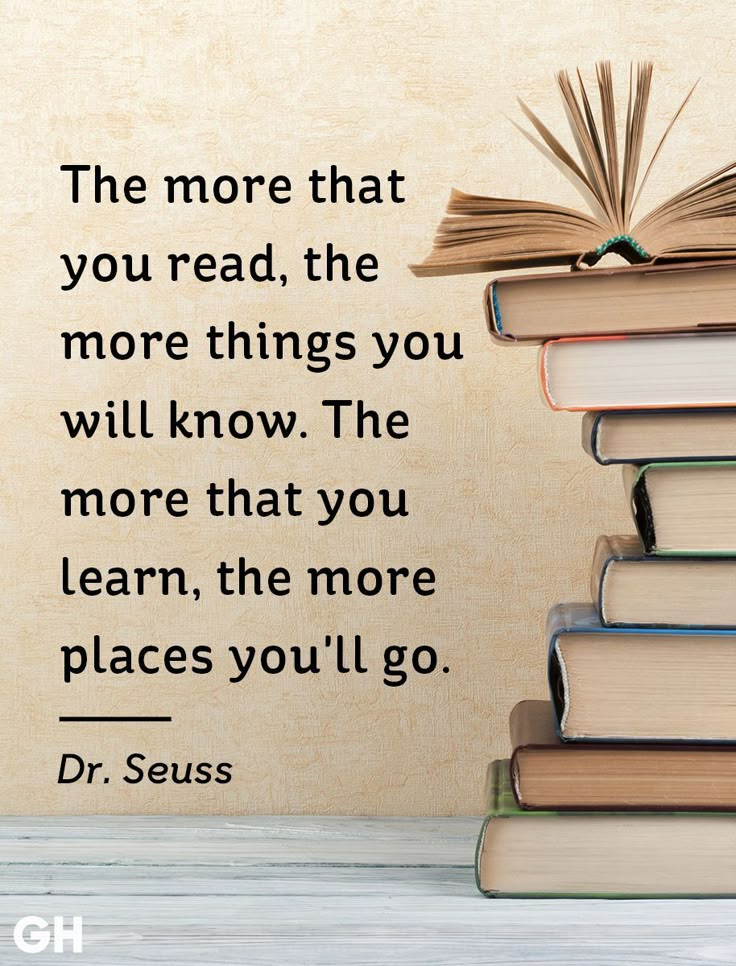 The more that
you read, the
more things you
will know. The
more that you
learn, the more
places you'll go.
Dr. Seuss
GH